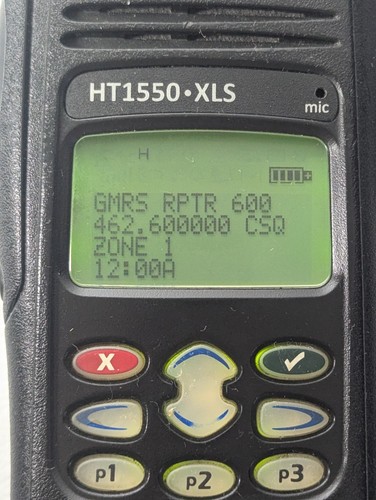 HT1550•XLS
mic
H
GMRS RPTR 600
462.600000 CSQ
ZONE 1
12:00A
X
p1 p2 p3